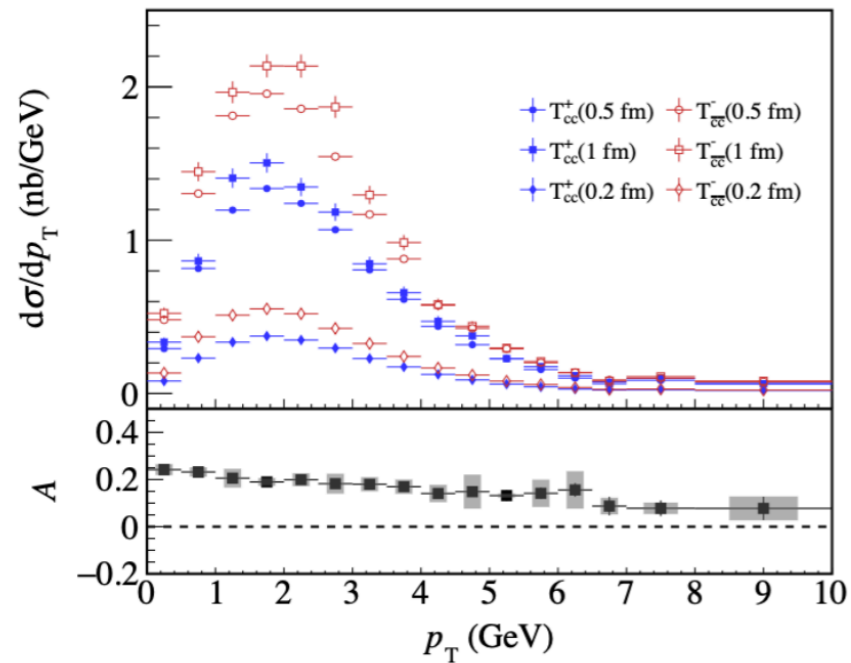 dσ/dp_T (nb/GeV)
2
1
0
T⁺cc(0.5 fm) T⁻c̄c̄(0.5 fm)
T⁺cc(1 fm) T⁻c̄c̄(1 fm)
T⁺cc(0.2 fm) T⁻c̄c̄(0.2 fm)
A
0.4
0.2
0
−0.2
0 1 2 3 4 5 6 7 8 9 10
p_T (GeV)